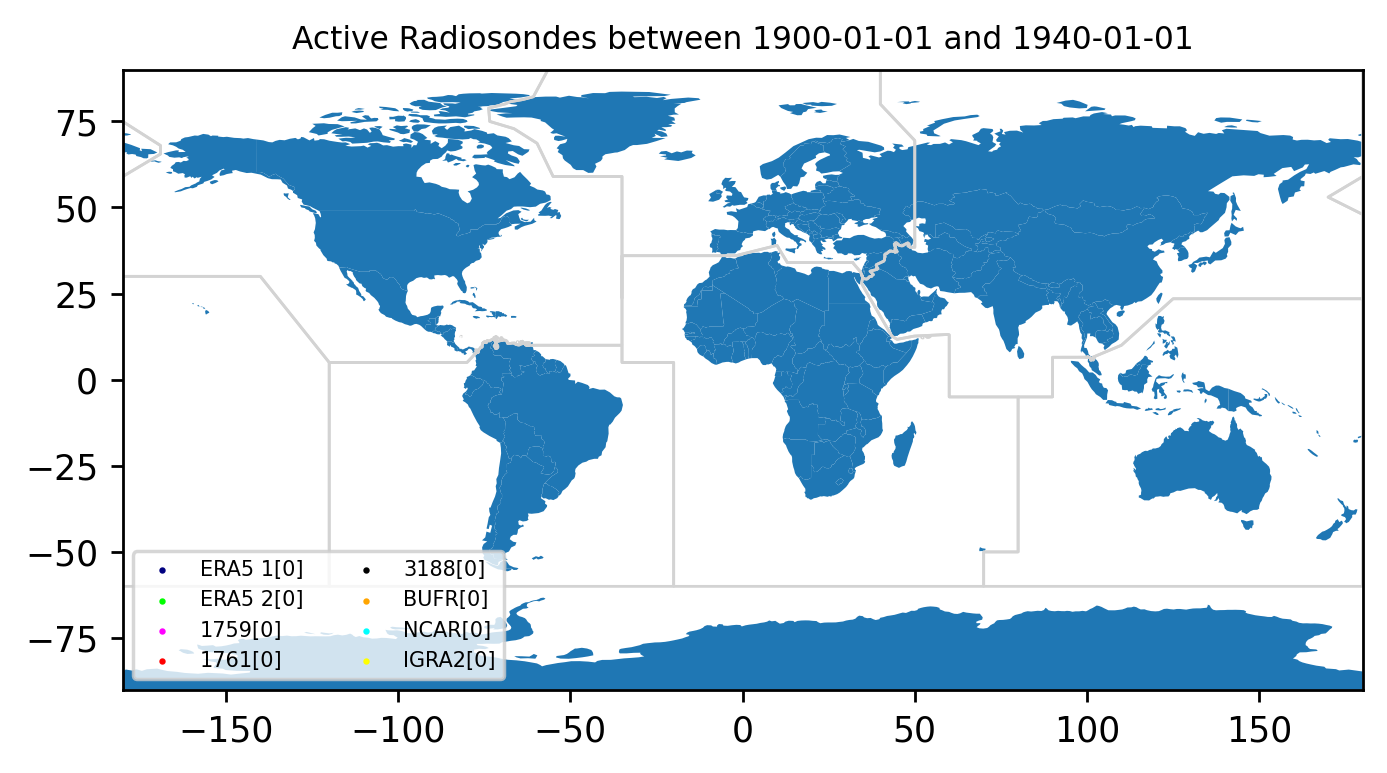 Active Radiosondes between 1900-01-01 and 1940-01-01
75
50
25
0
−25
−50
−75
ERA5 1[0]
ERA5 2[0]
1759[0]
1761[0]
3188[0]
BUFR[0]
NCAR[0]
IGRA2[0]
−150 −100 −50 0 50 100 150